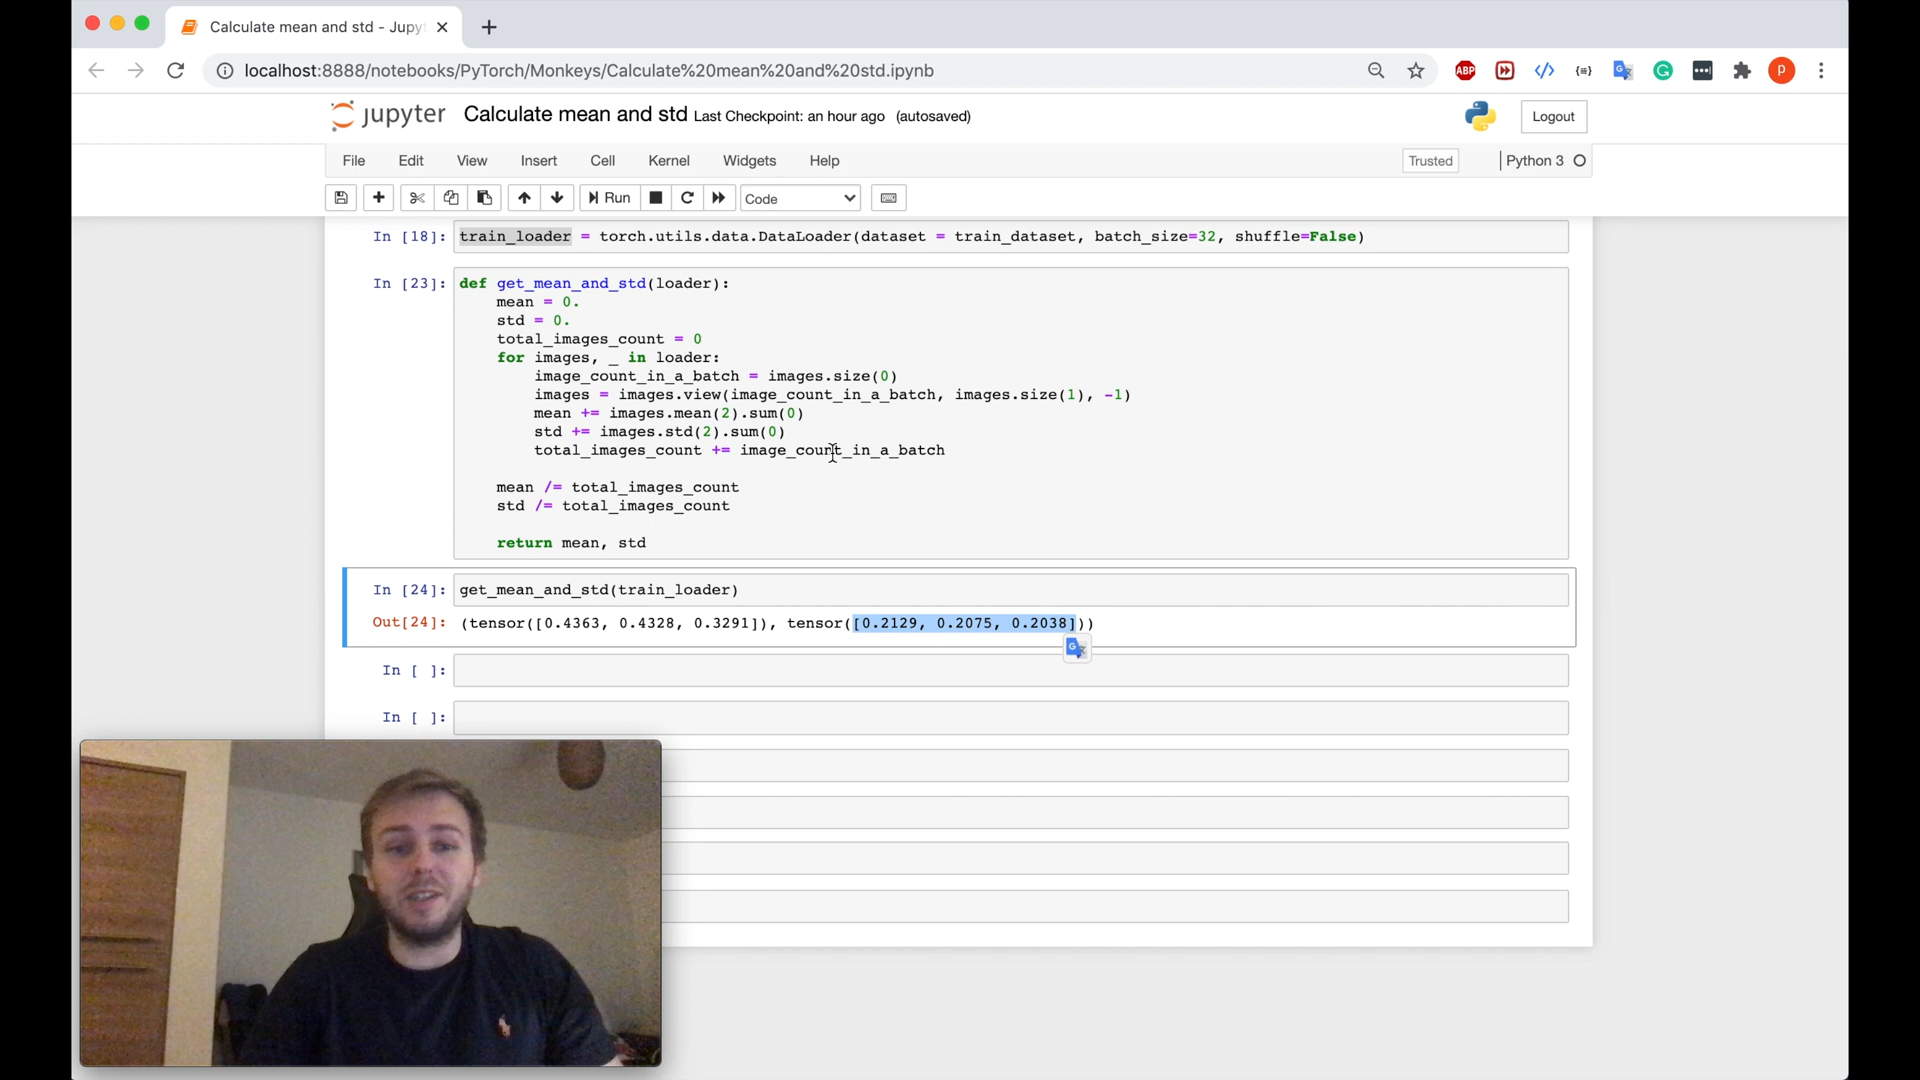 Calculate mean and std - Jupy
localhost:8888/notebooks/PyTorch/Monkeys/Calculate%20mean%20and%20std.ipynb
ABP
P
jupyter Calculate mean and std Last Checkpoint: an hour ago (autosaved)
Logout
File Edit View Insert Cell Kernel Widgets Help
Trusted
Python 3
Run
Code
In [18]: train_loader = torch.utils.data.DataLoader(dataset = train_dataset, batch_size=32, shuffle=False)
In [23]: def get_mean_and_std(loader):
mean = 0.
std = 0.
total_images_count = 0
for images, _ in loader:
image_count_in_a_batch = images.size(0)
images = images.view(image_count_in_a_batch, images.size(1), -1)
mean += images.mean(2).sum(0)
std += images.std(2).sum(0)
total_images_count += image_count_in_a_batch
mean /= total_images_count
std /= total_images_count
return mean, std
In [24]: get_mean_and_std(train_loader)
Out[24]: (tensor([0.4363, 0.4328, 0.3291]), tensor([0.2129, 0.2075, 0.2038]))
G
In [ ]:
In [ ]: